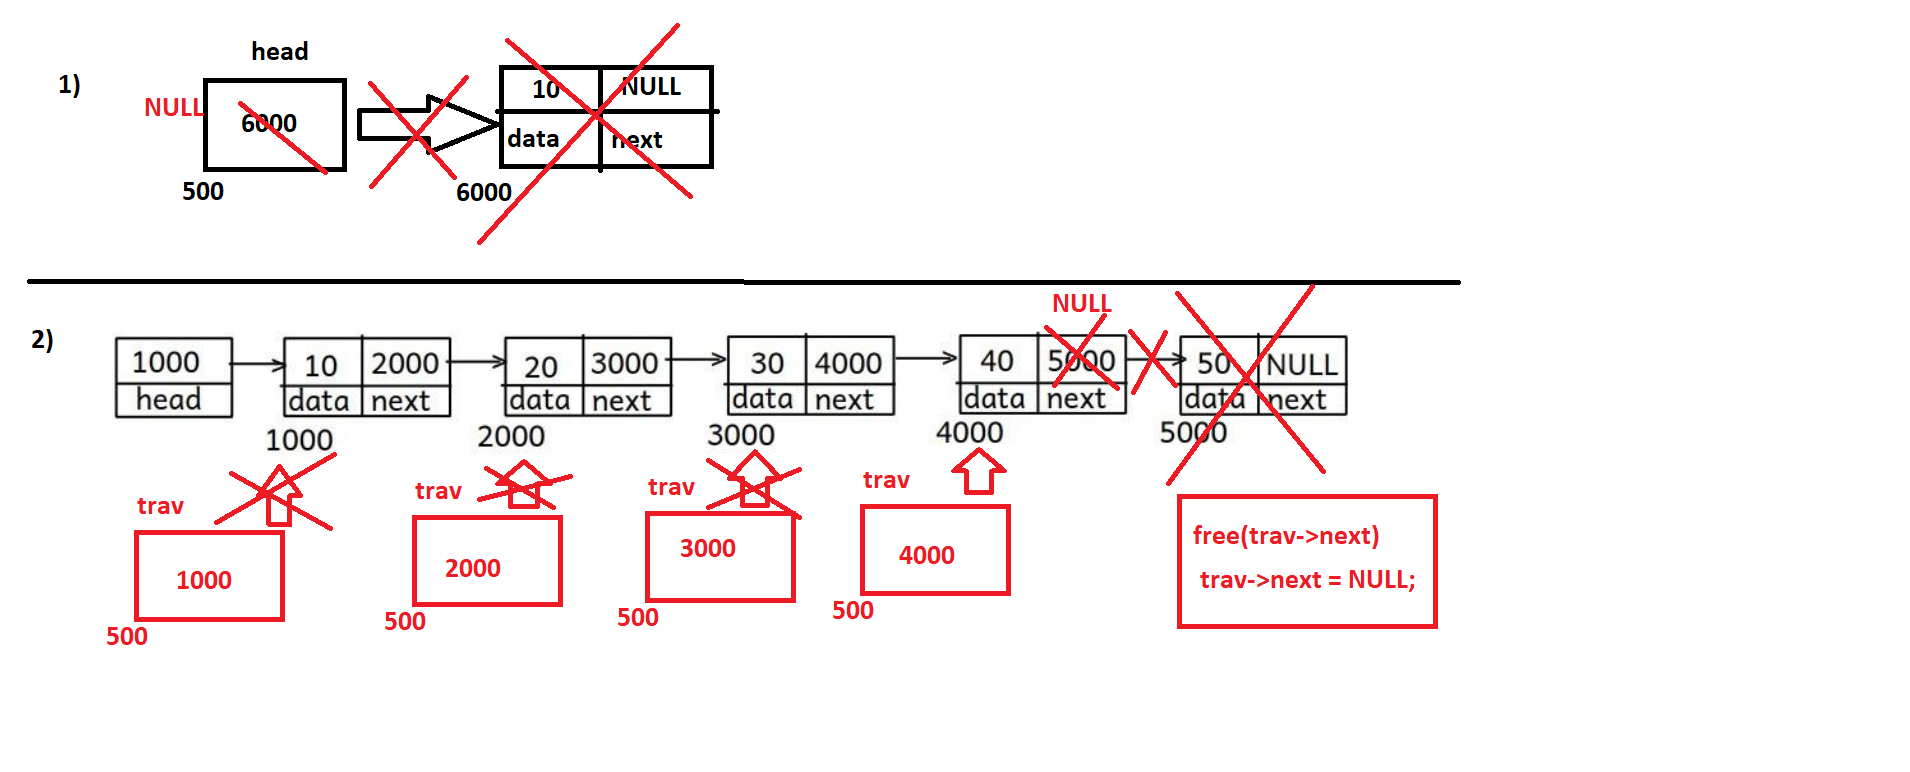 head
1)
NULL
6000
10 NULL
data next
500
6000
NULL
2)
1000 10 2000 20 3000 30 4000 40 5000 50 NULL
head data next data next data next data next data next
1000 2000 3000 4000 5000
trav trav trav trav
1000 2000 3000 4000
500 500 500 500
free(trav->next)
trav->next = NULL;